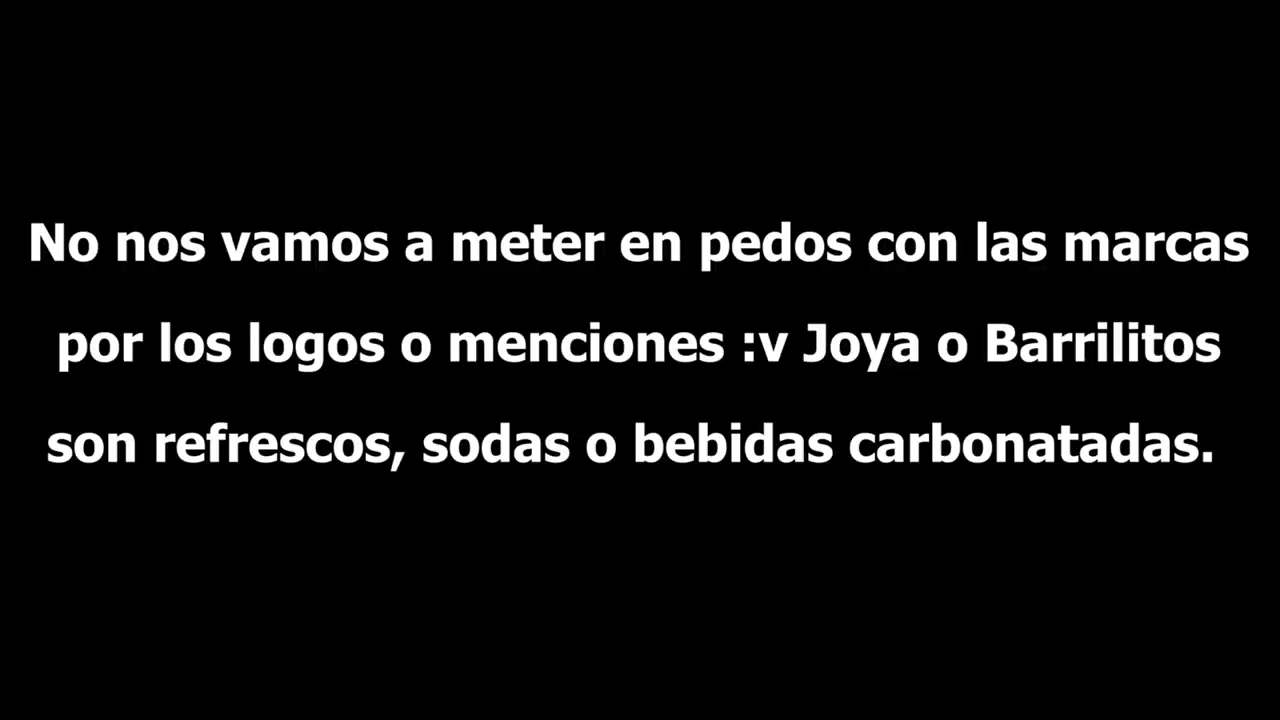 No nos vamos a meter en pedos con las marcas
por los logos o menciones :v Joya o Barrilitos
son refrescos, sodas o bebidas carbonatadas.